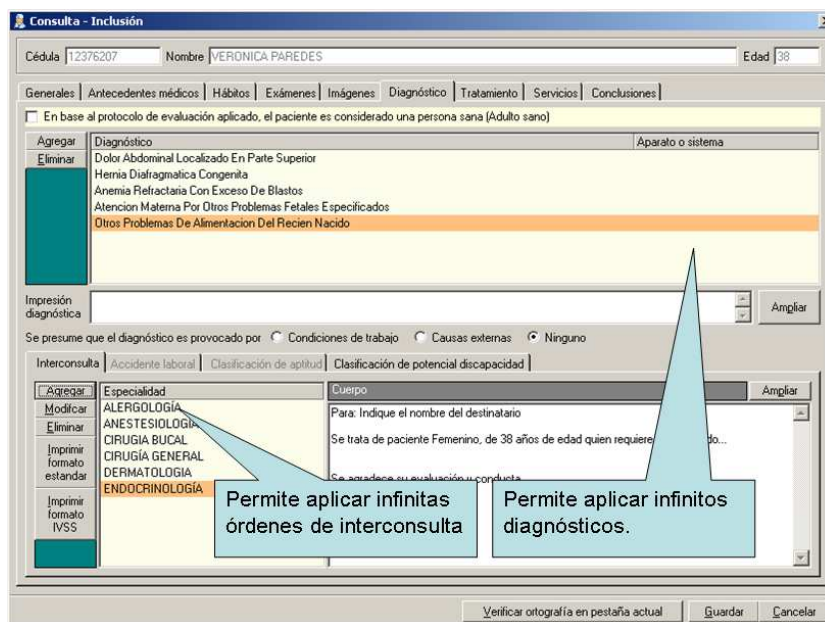 Consulta - Inclusión
Cédula 12376207 Nombre VERONICA PAREDES Edad 38
Generales Antecedentes médicos Hábitos Exámenes Imágenes Diagnóstico Tratamiento Servicios Conclusiones
En base al protocolo de evaluación aplicado, el paciente es considerado una persona sana (Adulto sano)
Agregar Diagnóstico Aparato o sistema
Eliminar Dolor Abdominal Localizado En Parte Superior
Hernia Diafragmatica Congenita
Anemia Refractaria Con Exceso De Blastos
Atencion Materna Por Otros Problemas Fetales Especificados
Otros Problemas De Alimentacion Del Recien Nacido
Impresión
diagnóstica Ampliar
Se presume que el diagnóstico es provocado por Condiciones de trabajo Causas externas Ninguno
Interconsulta Accidente laboral Clasificación de aptitud Clasificación de potencial discapacidad
Agregar Especialidad Cuerpo Ampliar
Modificar ALERGOLOGÍA Para: Indique el nombre del destinatario
Eliminar ANESTESIOLOGIA
CIRUGIA BUCAL Se trata de paciente Femenino, de 38 años de edad quien requiere do...
Imprimir
formato
estandar
CIRUGÍA GENERAL
DERMATOLOGIA Se agradece su evaluación y conducta
ENDOCRINOLOGÍA
Imprimir
formato
IVSS
Permite aplicar infinitas
órdenes de interconsulta
Permite aplicar infinitos
diagnósticos.
Verificar ortografía en pestaña actual Guardar Cancelar